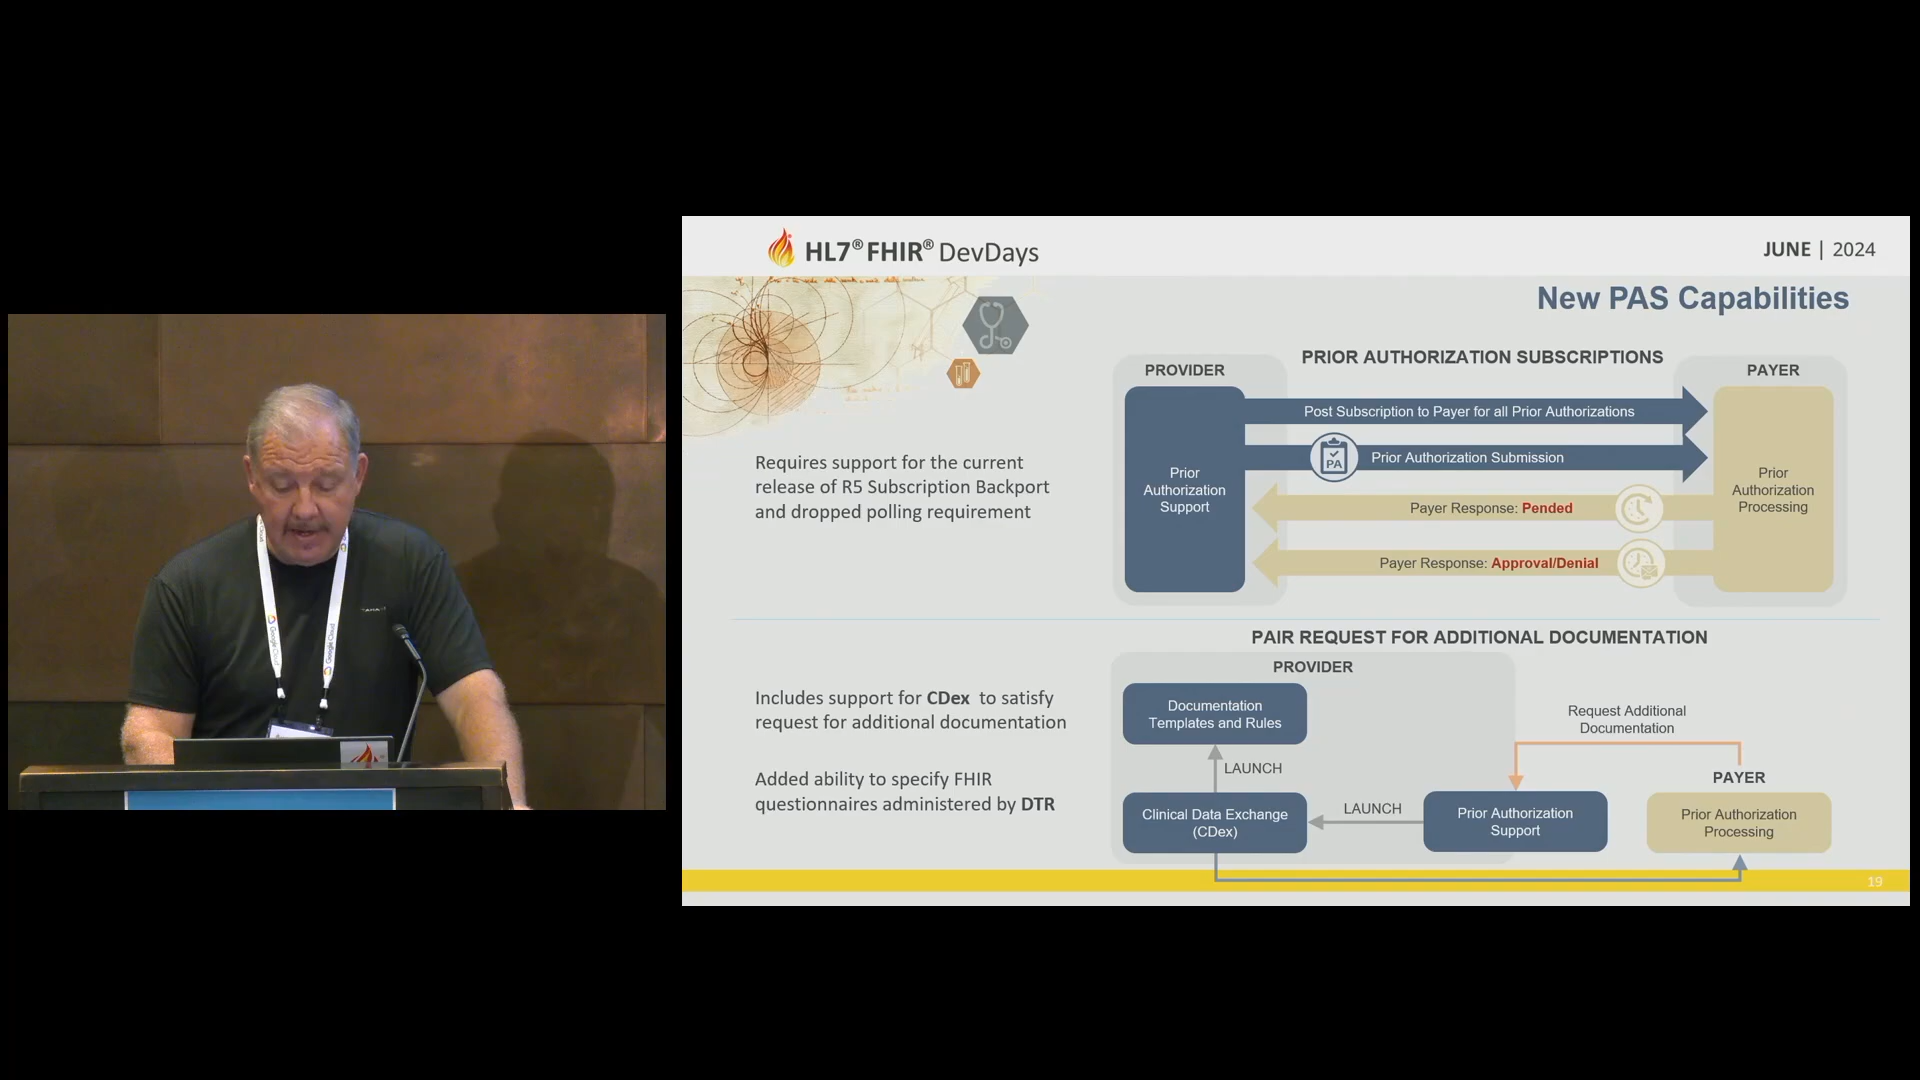 HL7® FHIR® DevDays
JUNE | 2024
New PAS Capabilities
Requires support for the current
release of R5 Subscription Backport
and dropped polling requirement
PRIOR AUTHORIZATION SUBSCRIPTIONS
PROVIDER
PAYER
Post Subscription to Payer for all Prior Authorizations
PA
Prior Authorization Submission
Prior
Authorization
Support
Prior
Authorization
Processing
Payer Response: Pended
Payer Response: Approval/Denial
PAIR REQUEST FOR ADDITIONAL DOCUMENTATION
PROVIDER
Includes support for CDex to satisfy
request for additional documentation
Added ability to specify FHIR
questionnaires administered by DTR
Documentation
Templates and Rules
LAUNCH
Clinical Data Exchange
(CDex)
LAUNCH
Prior Authorization
Support
Request Additional
Documentation
PAYER
Prior Authorization
Processing
19
Google Cloud
Google Cloud